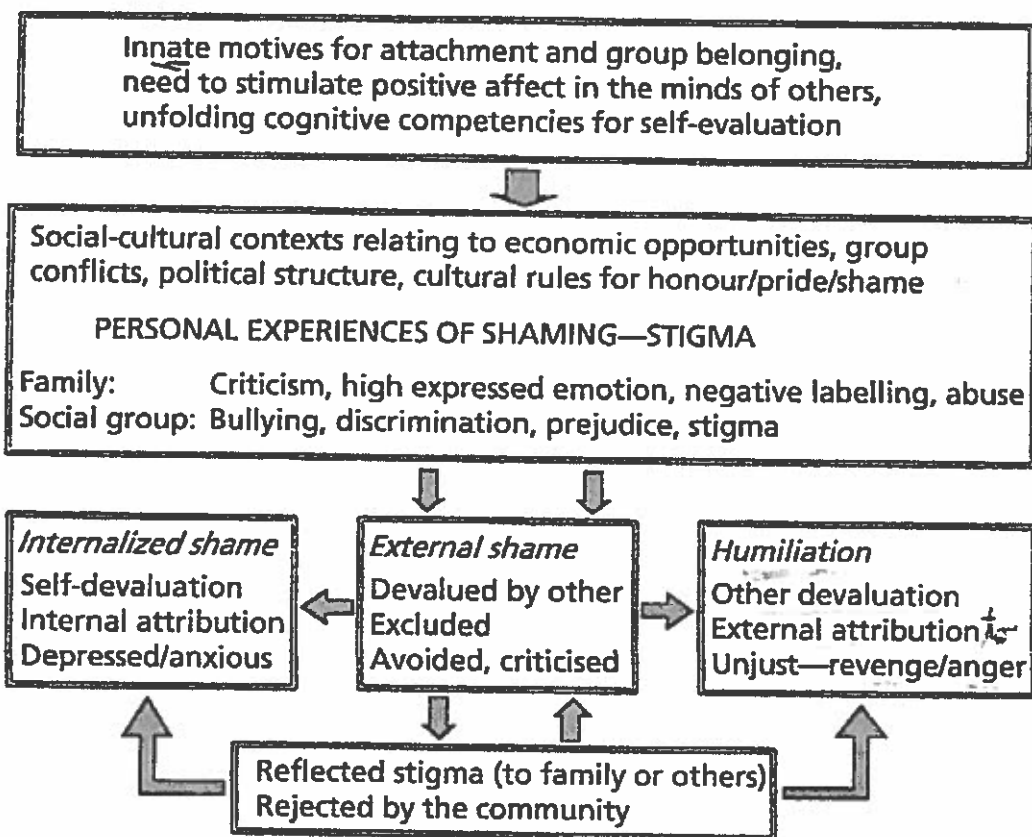 Innate motives for attachment and group belonging,
need to stimulate positive affect in the minds of others,
unfolding cognitive competencies for self-evaluation
Social-cultural contexts relating to economic opportunities, group
conflicts, political structure, cultural rules for honour/pride/shame
PERSONAL EXPERIENCES OF SHAMING—STIGMA
Family: Criticism, high expressed emotion, negative labelling, abuse
Social group: Bullying, discrimination, prejudice, stigma
Internalized shame
Self-devaluation
Internal attribution
Depressed/anxious
External shame
Devalued by other
Excluded
Avoided, criticised
Humiliation
Other devaluation
External attribution
Unjust—revenge/anger
Reflected stigma (to family or others)
Rejected by the community